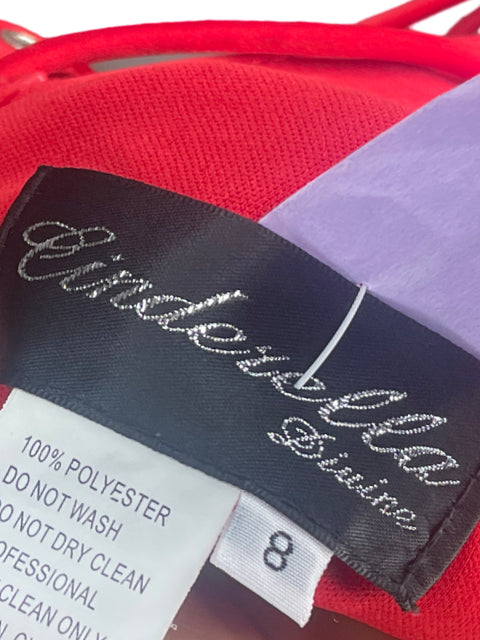 Cinderella
Divine
100% POLYESTER
DO NOT WASH
DO NOT DRY CLEAN
PROFESSIONAL
CLEAN ONLY
8